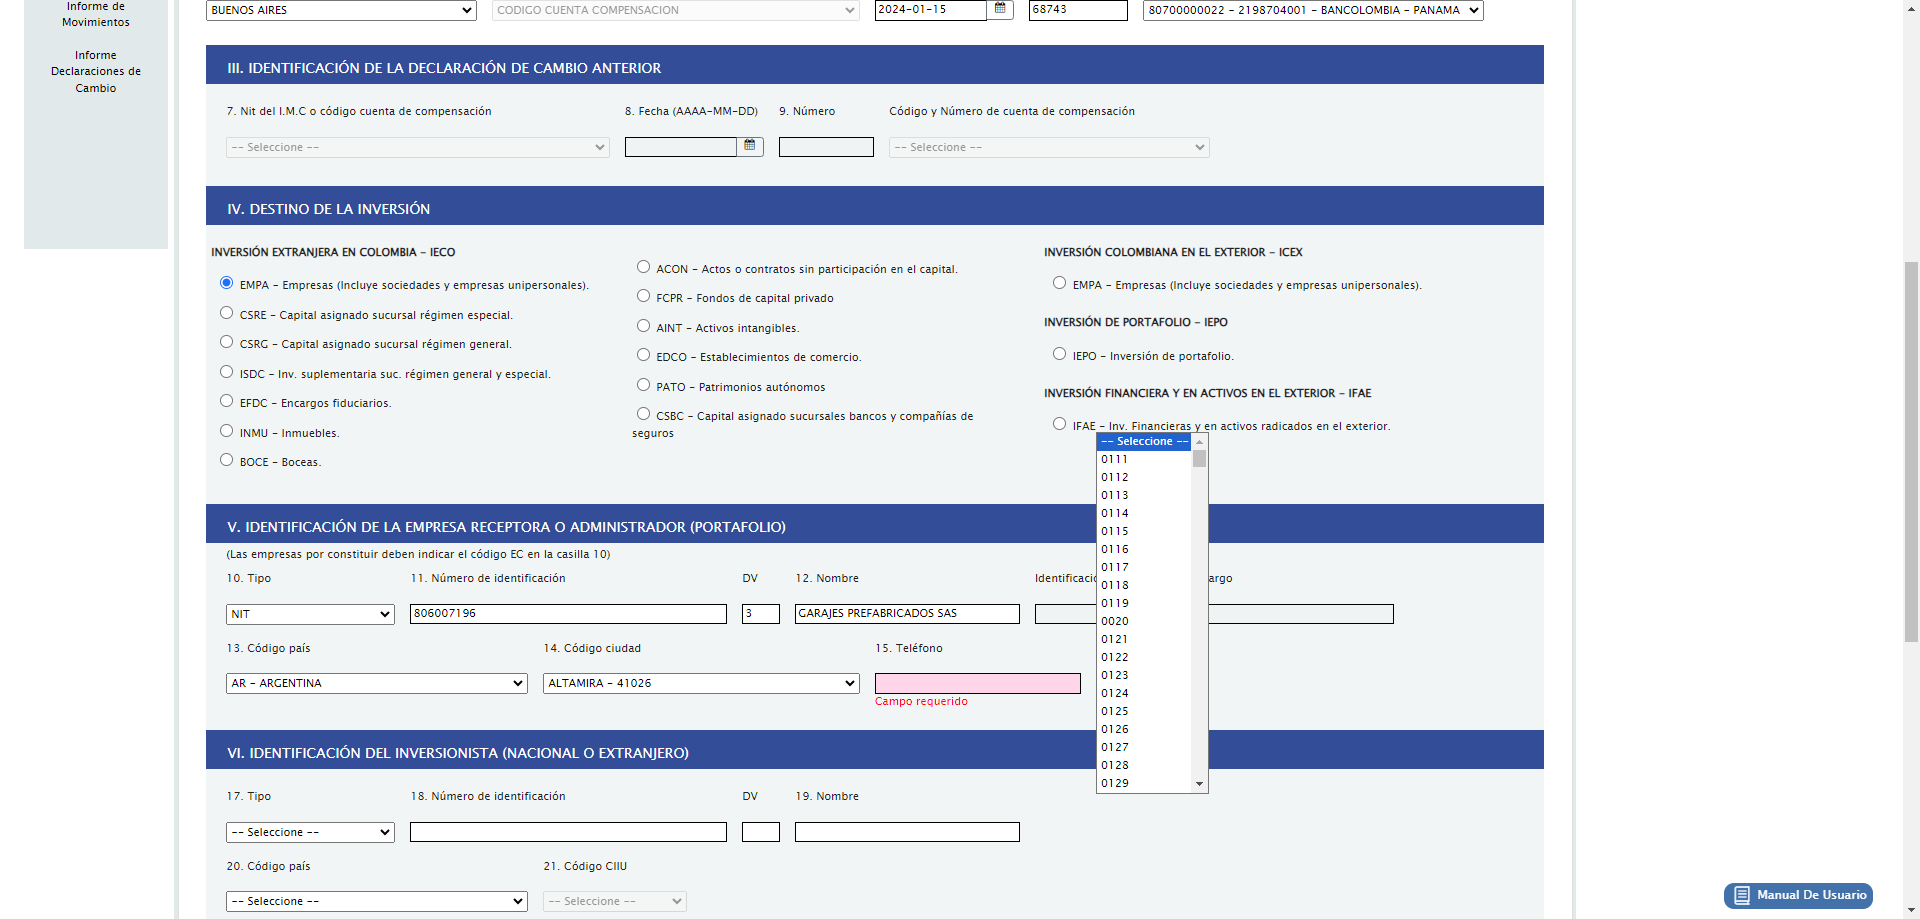 Informe de
Movimientos
Informe
Declaraciones de
Cambio
BUENOS AIRES
CODIGO CUENTA COMPENSACION
2024-01-15
68743
80700000022 - 2198704001 - BANCOLOMBIA - PANAMA
III. IDENTIFICACIÓN DE LA DECLARACIÓN DE CAMBIO ANTERIOR
7. Nit del I.M.C o código cuenta de compensación
8. Fecha (AAAA-MM-DD)
9. Número
Código y Número de cuenta de compensación
-- Seleccione --
-- Seleccione --
IV. DESTINO DE LA INVERSIÓN
INVERSIÓN EXTRANJERA EN COLOMBIA - IECO
EMPA - Empresas (Incluye sociedades y empresas unipersonales).
CSRE - Capital asignado sucursal régimen especial.
CSRG - Capital asignado sucursal régimen general.
ISDC - Inv. suplementaria suc. régimen general y especial.
EFDC - Encargos fiduciarios.
INMU - Inmuebles.
BOCE - Boceas.
ACON - Actos o contratos sin participación en el capital.
FCPR - Fondos de capital privado
AINT - Activos intangibles.
EDCO - Establecimientos de comercio.
PATO - Patrimonios autónomos
CSBC - Capital asignado sucursales bancos y compañías de
seguros
INVERSIÓN COLOMBIANA EN EL EXTERIOR - ICEX
EMPA - Empresas (Incluye sociedades y empresas unipersonales).
INVERSIÓN DE PORTAFOLIO - IEPO
IEPO - Inversión de portafolio.
INVERSIÓN FINANCIERA Y EN ACTIVOS EN EL EXTERIOR - IFAE
IFAE - Inv. Financieras y en activos radicados en el exterior.
-- Seleccione --
0111
0112
0113
0114
0115
0116
0117
0118
0119
0020
0121
0122
0123
0124
0125
0126
0127
0128
0129
V. IDENTIFICACIÓN DE LA EMPRESA RECEPTORA O ADMINISTRADOR (PORTAFOLIO)
(Las empresas por constituir deben indicar el código EC en la casilla 10)
10. Tipo
11. Número de identificación
DV
12. Nombre
Identificació
argo
NIT
806007196
3
GARAJES PREFABRICADOS SAS
13. Código país
14. Código ciudad
15. Teléfono
AR - ARGENTINA
ALTAMIRA - 41026
Campo requerido
VI. IDENTIFICACIÓN DEL INVERSIONISTA (NACIONAL O EXTRANJERO)
17. Tipo
18. Número de identificación
DV
19. Nombre
-- Seleccione --
20. Código país
21. Código CIIU
-- Seleccione --
-- Seleccione --
Manual De Usuario